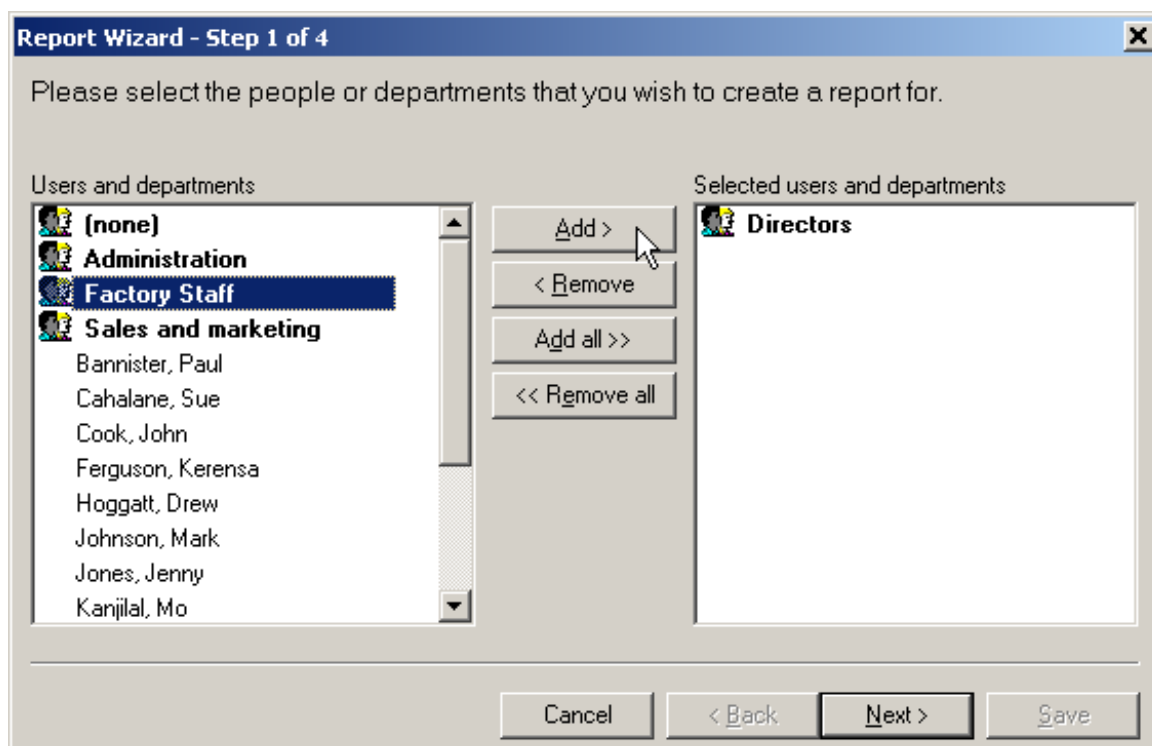 Report Wizard - Step 1 of 4
Please select the people or departments that you wish to create a report for.
Users and departments
(none)
Administration
Factory Staff
Sales and marketing
Bannister, Paul
Cahalane, Sue
Cook, John
Ferguson, Kerensa
Hoggatt, Drew
Johnson, Mark
Jones, Jenny
Kanjilal, Mo
Add >
< Remove
Add all >>
<< Remove all
Selected users and departments
Directors
Cancel
< Back
Next >
Save